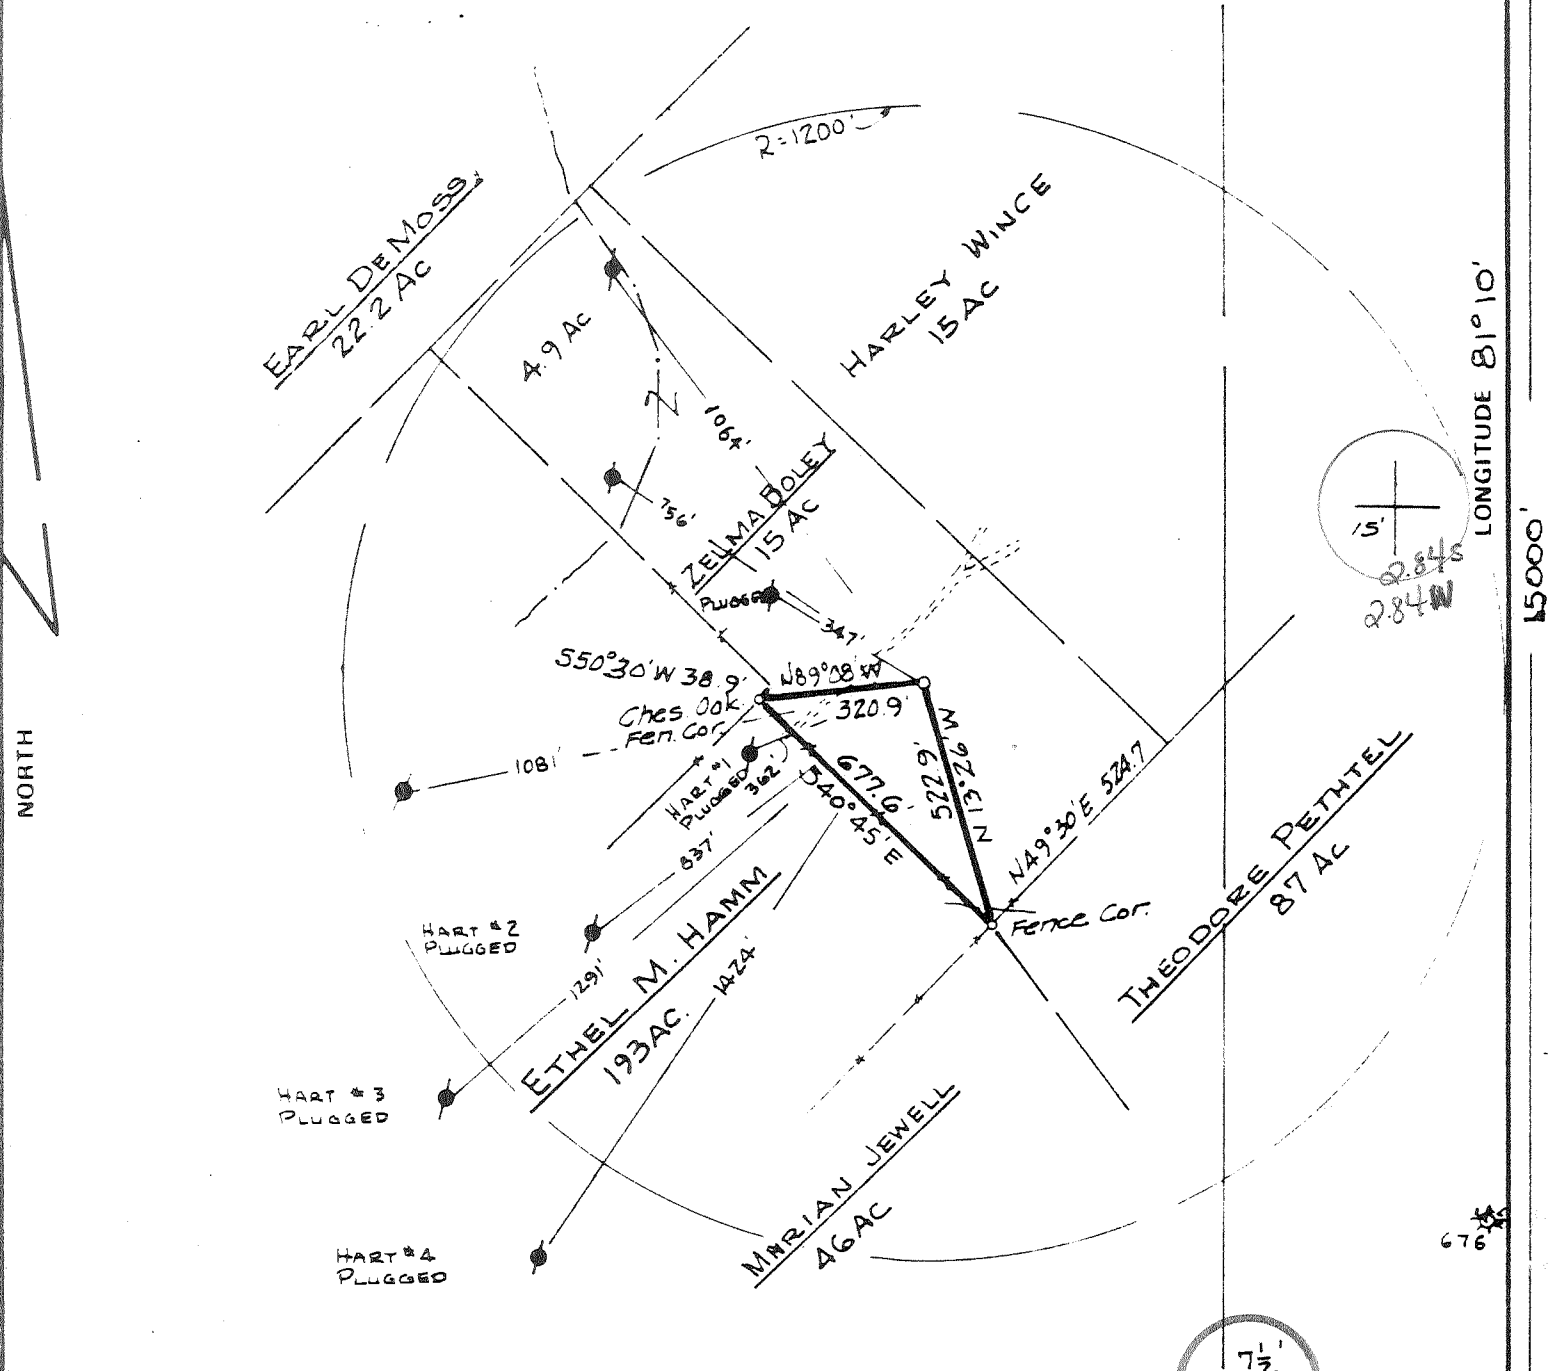 R=1200'
EARL DEMOSS
22.2 AC
4.9 AC
HARLEY WINCE
15 AC
1064'
756'
ZELMA BOLEY
15 AC
PLUGGED
347'
LONGITUDE 81° 10'
15'
2.84S
2.84W
15000'
S50°30'W 38.9'
N89°08'W
320.9'
Ches. Oak
Fen. Cor.
1081'
HART #1
PLUGGED
362'
677.6'
S40°45'E
522.9'
N 13°26'W
N49°30'E 524.7
NORTH
837'
HART #2
PLUGGED
1291'
ETHEL M. HAMM
193 AC.
1424'
Fence Cor.
THEODORE PETHTEL
87 AC
HART #3
PLUGGED
MARIAN JEWELL
46 AC
HART #4
PLUGGED
676
7½'